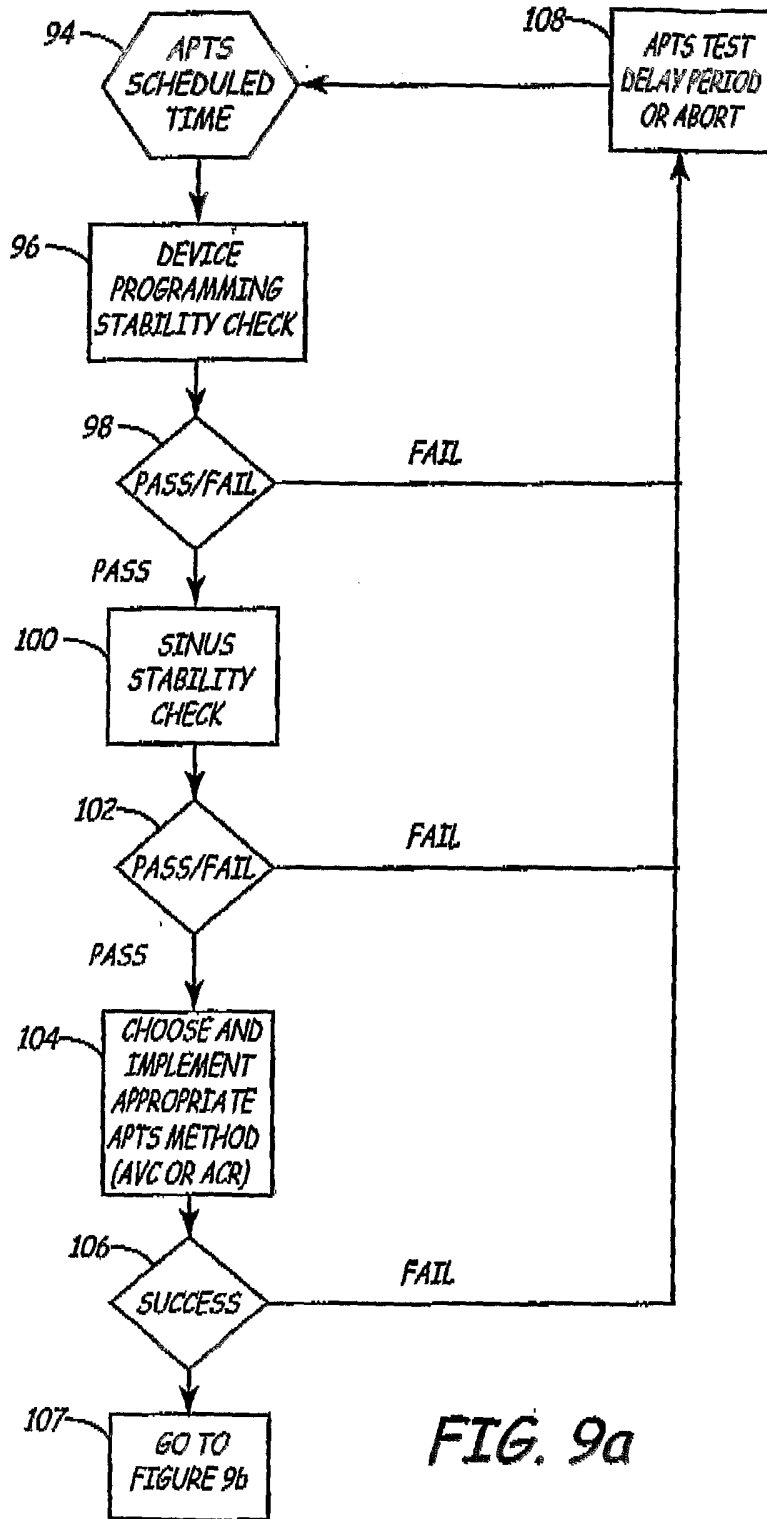 94
APTS
SCHEDULED
TIME
108
APTS TEST
DELAY PERIOD
OR ABORT
96
DEVICE
PROGRAMMING
STABILITY CHECK
98
PASS/FAIL
FAIL
PASS
100
SINUS
STABILITY
CHECK
102
PASS/FAIL
FAIL
PASS
104
CHOOSE AND
IMPLEMENT
APPROPRIATE
APTS METHOD
(AVC OR ACR)
106
SUCCESS
FAIL
107
GO TO
FIGURE 9b
FIG. 9a